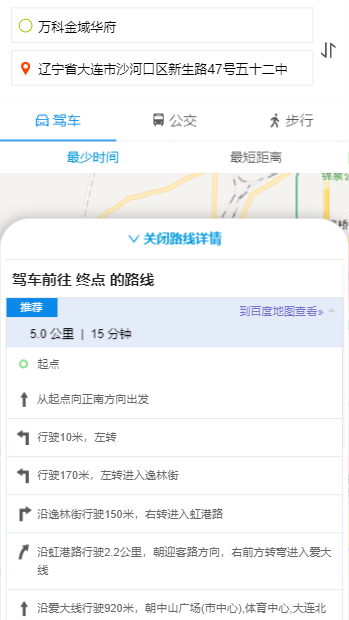 万科金域华府
辽宁省大连市沙河口区新生路47号五十二中
驾车
公交
步行
最少时间
最短距离
锦泉
桥
关闭路线详情
驾车前往 终点 的路线
推荐
到百度地图查看»
5.0 公里 | 15 分钟
起点
从起点向正南方向出发
行驶10米，左转
行驶170米，左转进入逸林街
沿逸林街行驶150米，右转进入虹港路
沿虹港路行驶2.2公里，朝迎客路方向，右前方转弯进入爱大
线
沿爱大线行驶920米，朝中山广场(市中心),体育中心,大连北